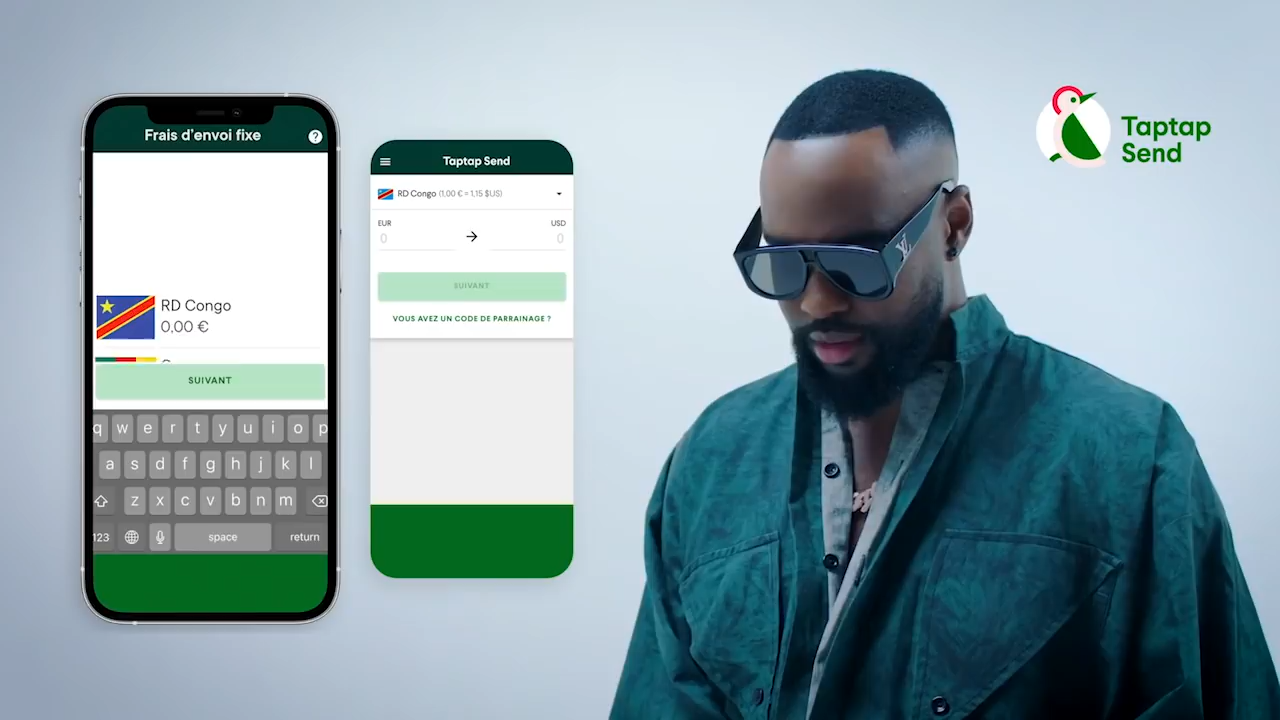 Frais d'envoi fixe
?
RD Congo
0,00 €
SUIVANT
q w e r t y u i o p
a s d f g h j k l
z x c v b n m
123 space return
Taptap Send
RD Congo (1,00 € = 1,15 $US)
EUR USD
0 0
SUIVANT
VOUS AVEZ UN CODE DE PARRAINAGE ?
LV
Taptap
Send